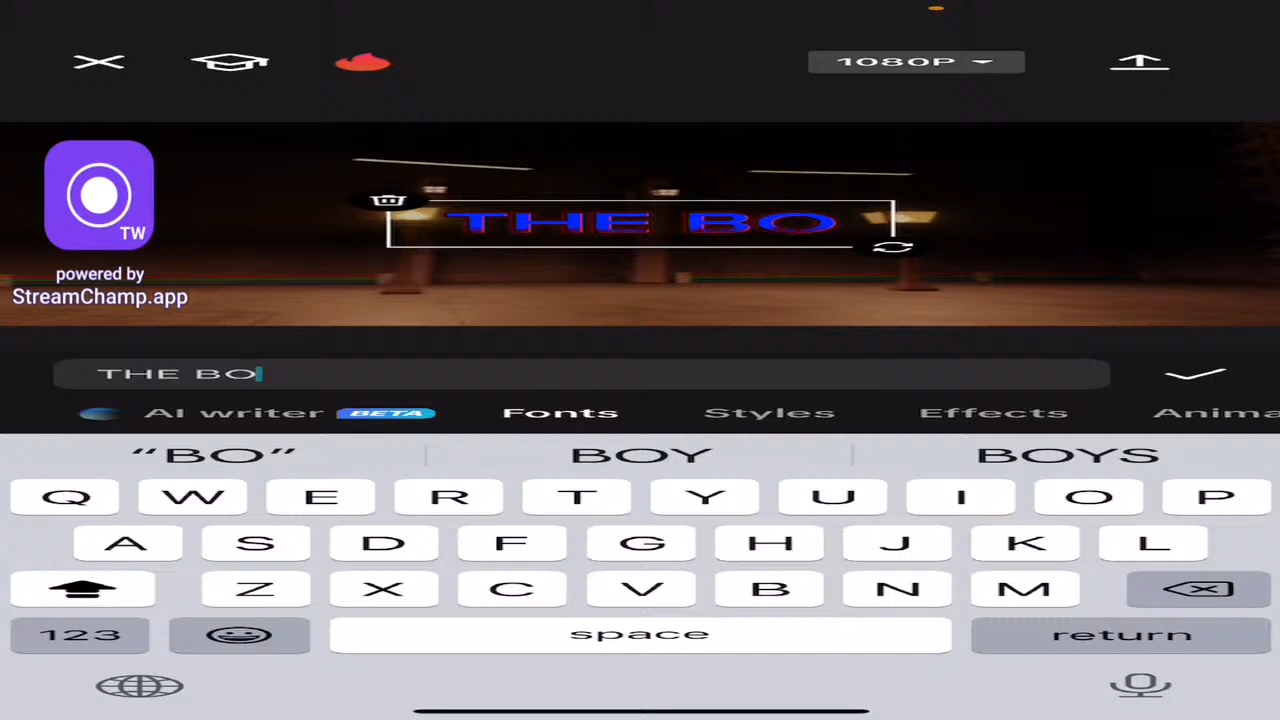 1080P
THE BO
TW
powered by
StreamChamp.app
THE BO
AI writer BETA Fonts Styles Effects Anima
“BO” BOY BOYS
Q W E R T Y U I O P
A S D F G H J K L
Z X C V B N M
123 space return